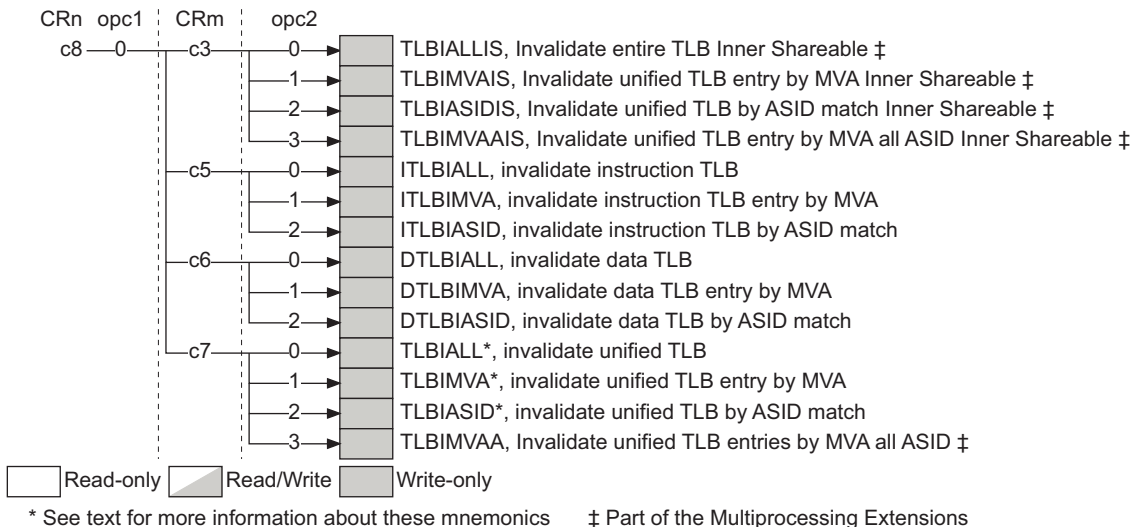 CRn opc1 CRm opc2
c8 0 c3 0 TLBIALLIS, Invalidate entire TLB Inner Shareable ‡
1 TLBIMVAIS, Invalidate unified TLB entry by MVA Inner Shareable ‡
2 TLBIASIDIS, Invalidate unified TLB by ASID match Inner Shareable ‡
3 TLBIMVAAIS, Invalidate unified TLB entry by MVA all ASID Inner Shareable ‡
c5 0 ITLBIALL, invalidate instruction TLB
1 ITLBIMVA, invalidate instruction TLB entry by MVA
2 ITLBIASID, invalidate instruction TLB by ASID match
c6 0 DTLBIALL, invalidate data TLB
1 DTLBIMVA, invalidate data TLB entry by MVA
2 DTLBIASID, invalidate data TLB by ASID match
c7 0 TLBIALL*, invalidate unified TLB
1 TLBIMVA*, invalidate unified TLB entry by MVA
2 TLBIASID*, invalidate unified TLB by ASID match
3 TLBIMVAA, Invalidate unified TLB entries by MVA all ASID ‡
Read-only Read/Write Write-only
* See text for more information about these mnemonics ‡ Part of the Multiprocessing Extensions